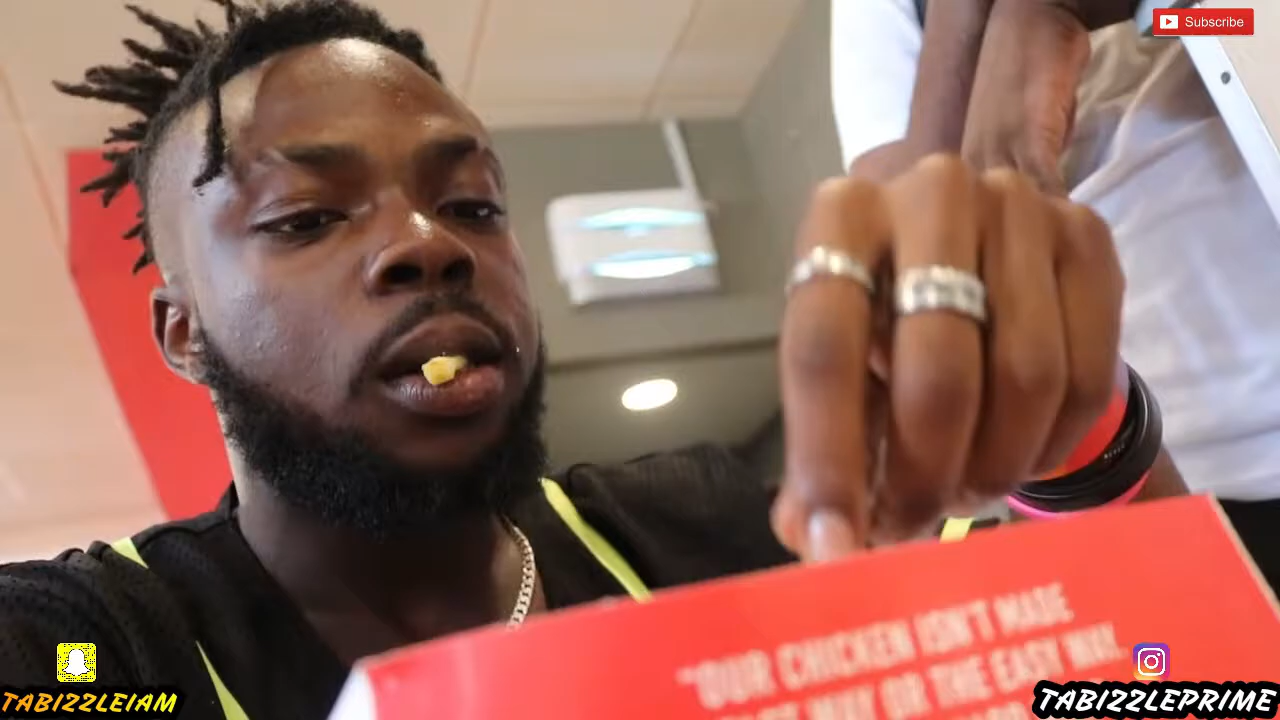 Subscribe
"OUR CHICKEN ISN'T MADE
WAY OR THE EASY WAY.
TABIZZLEIAM
TABIZZLEPRIME